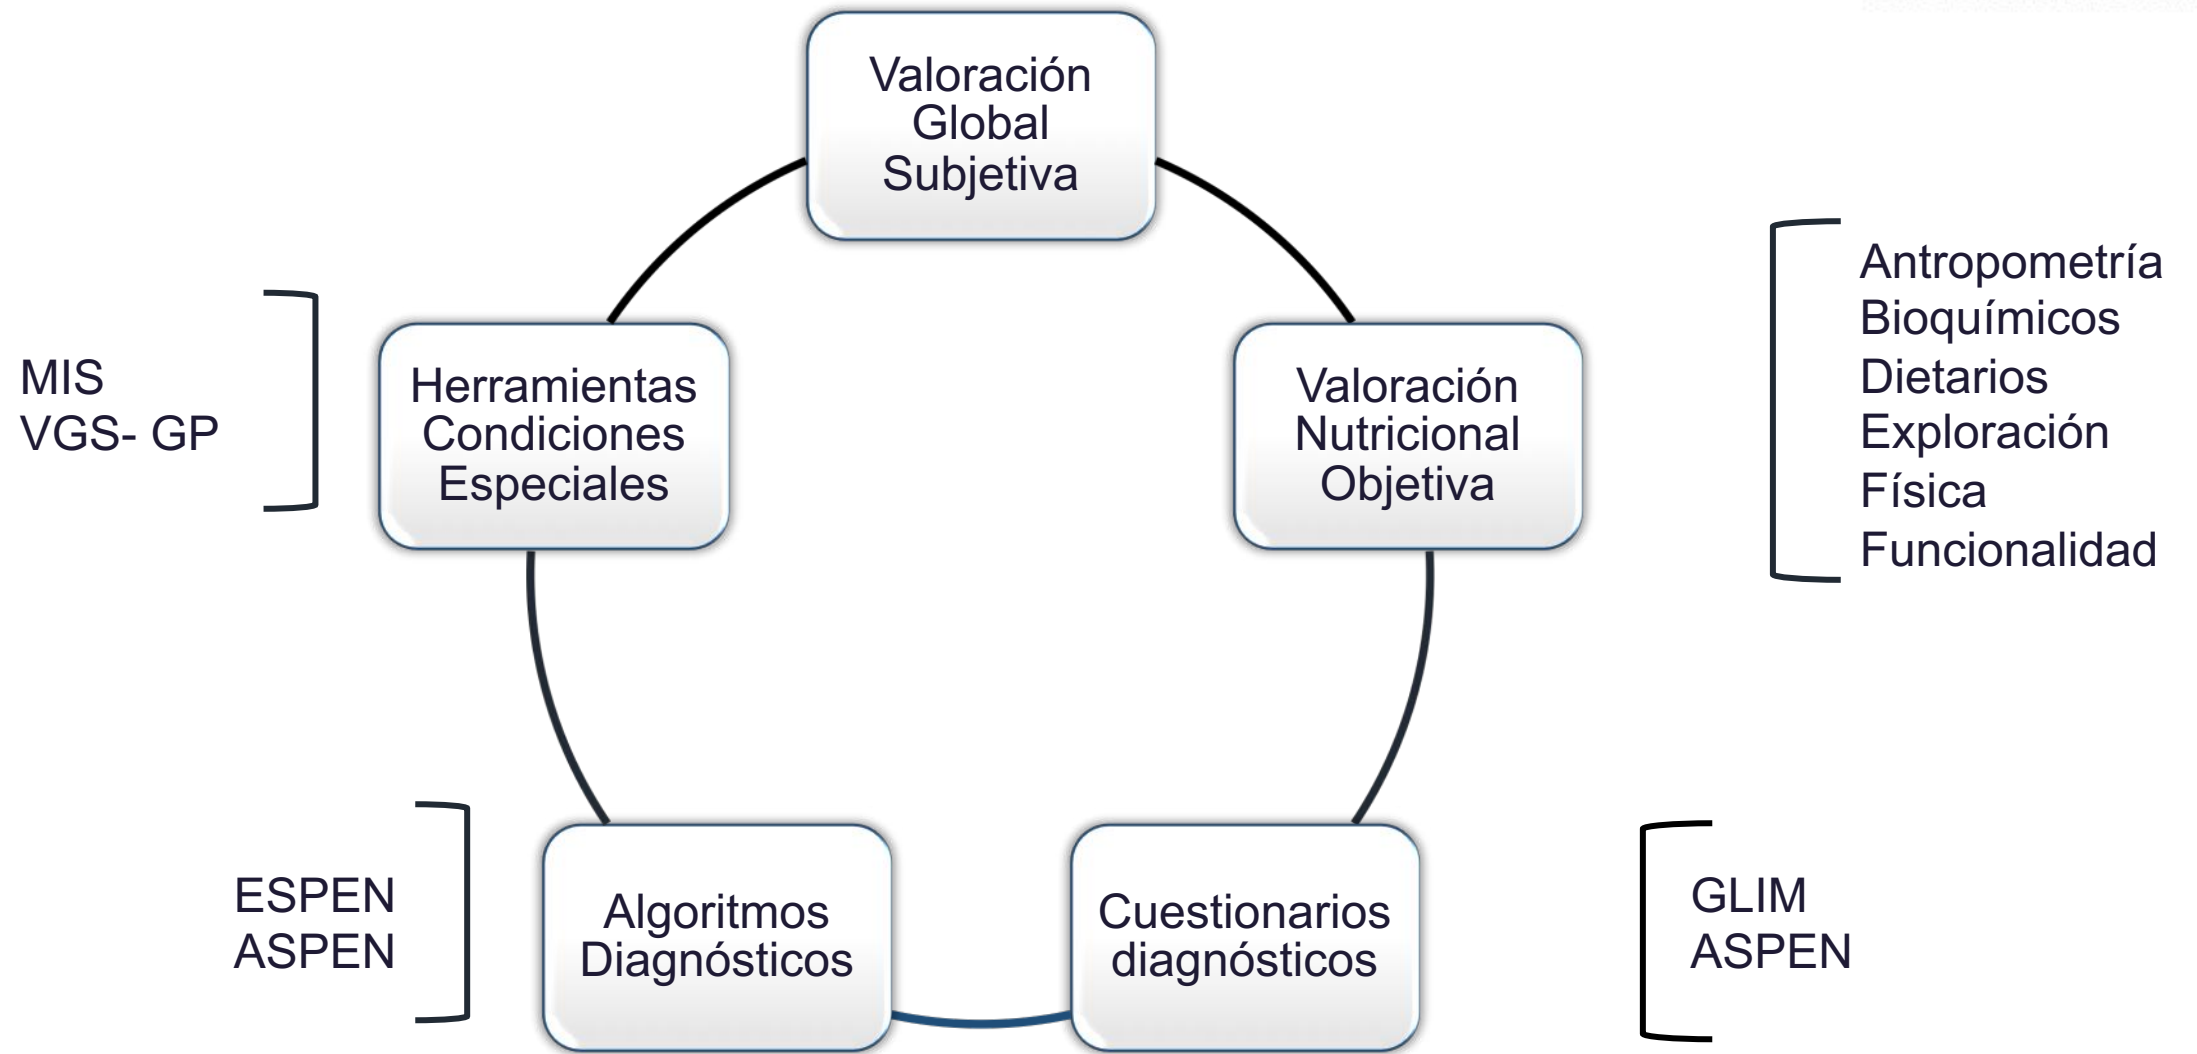 Valoración
Global
Subjetiva
Valoración
Nutricional
Objetiva
Antropometría
Bioquímicos
Dietarios
Exploración
Física
Funcionalidad
Cuestionarios
diagnósticos
GLIM
ASPEN
Algoritmos
Diagnósticos
ESPEN
ASPEN
Herramientas
Condiciones
Especiales
MIS
VGS- GP